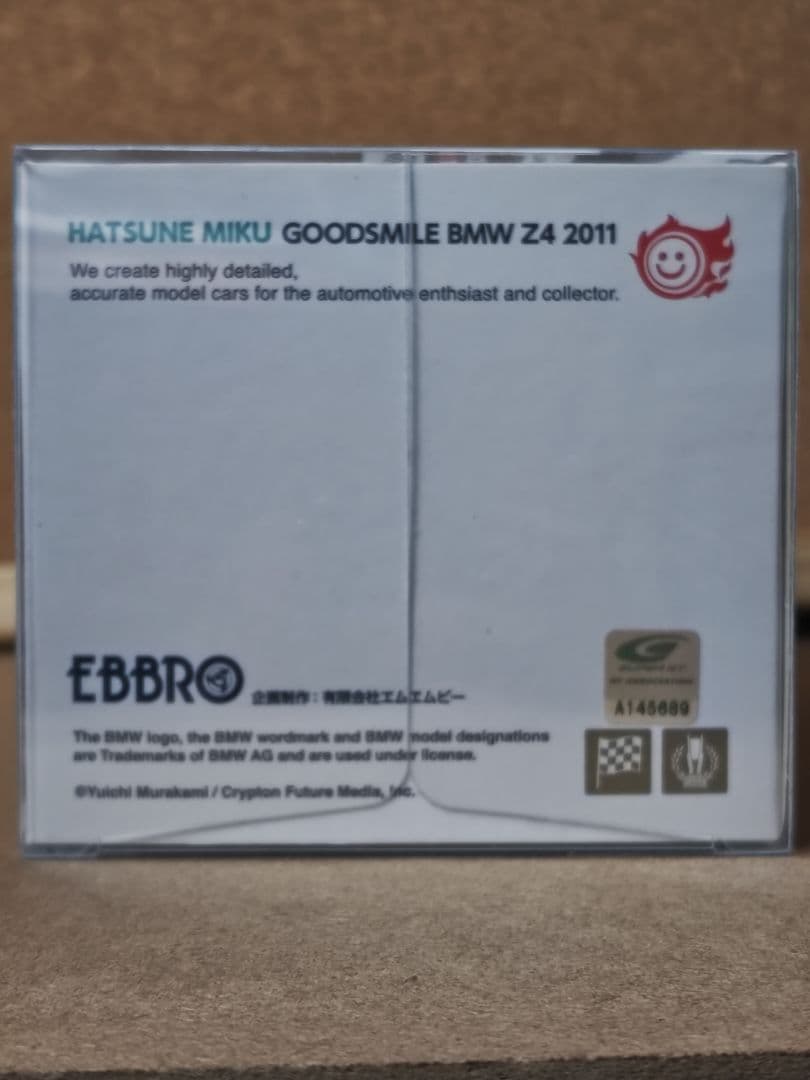 HATSUNE MIKU GOODSMILE BMW Z4 2011
We create highly detailed,
accurate model cars for the automotive enthsiast and collector.
EBBRO 企画制作：有限会社エムエムピー
The BMW logo, the BMW wordmark and BMW model designations
are Trademarks of BMW AG and are used under license.
©Yuichi Murakami / Crypton Future Media, Inc.
A145689